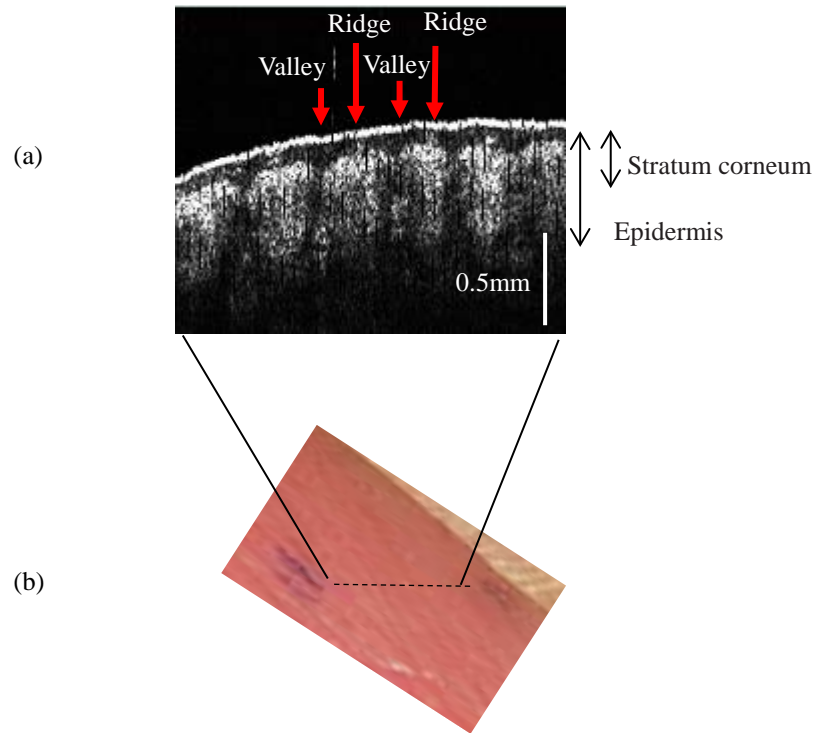 Ridge
Ridge
Valley
Valley
(a)
Stratum corneum
Epidermis
0.5mm
(b)